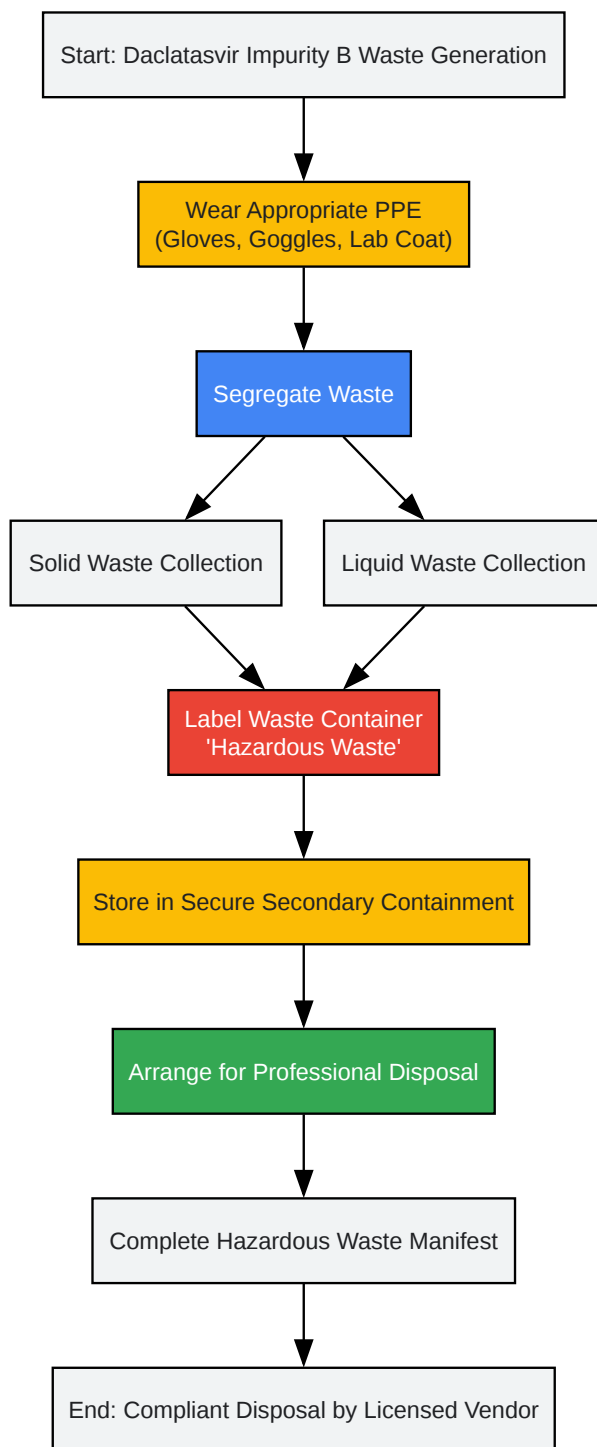 Start: Daclatasvir Impurity B Waste Generation
Wear Appropriate PPE
(Gloves, Goggles, Lab Coat)
Segregate Waste
Solid Waste Collection
Liquid Waste Collection
Label Waste Container
'Hazardous Waste'
Store in Secure Secondary Containment
Arrange for Professional Disposal
Complete Hazardous Waste Manifest
End: Compliant Disposal by Licensed Vendor